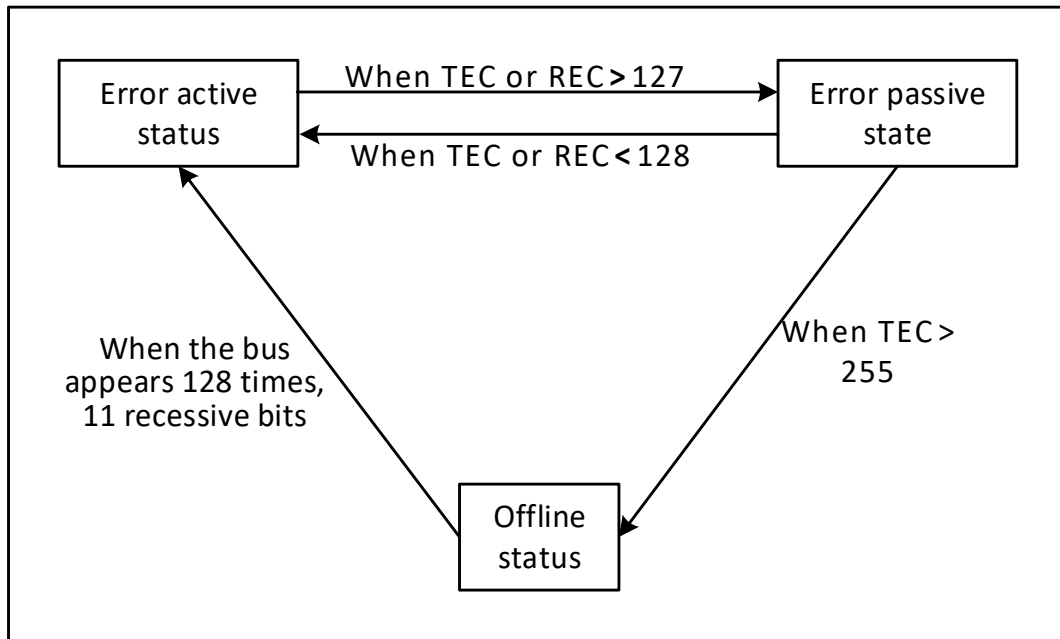 Error active
status
When TEC or REC>127
Error passive
state
When TEC or REC<128
When the bus
appears 128 times,
11 recessive bits
When TEC>
255
Offline
status